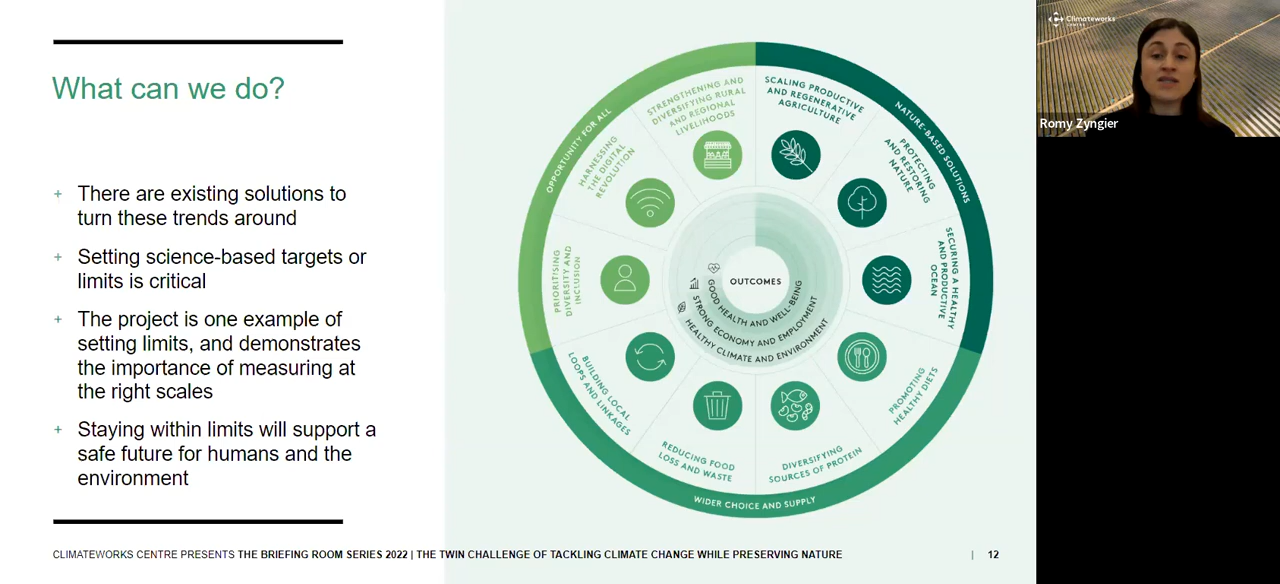 What can we do?
+ There are existing solutions to
turn these trends around
+ Setting science-based targets or
limits is critical
+ The project is one example of
setting limits, and demonstrates
the importance of measuring at
the right scales
+ Staying within limits will support a
safe future for humans and the
environment
OPPORTUNITY FOR ALL
STRENGTHENING AND
DIVERSIFYING RURAL
AND REGIONAL
LIVELIHOODS
HARNESSING
THE DIGITAL
REVOLUTION
PRIORITISING
DIVERSITY AND
INCLUSION
NATURE-BASED SOLUTIONS
SCALING PRODUCTIVE
AND REGENERATIVE
AGRICULTURE
PROTECTING
AND RESTORING
NATURE
SECURING A HEALTHY
AND PRODUCTIVE
OCEAN
WIDER CHOICE AND SUPPLY
PROMOTING
HEALTHY DIETS
DIVERSIFYING
SOURCES OF PROTEIN
REDUCING FOOD
LOSS AND WASTE
BUILDING LOCAL
LOOPS AND LINKAGES
OUTCOMES
GOOD HEALTH AND WELL-BEING
STRONG ECONOMY AND EMPLOYMENT
HEALTHY CLIMATE AND ENVIRONMENT
CLIMATEWORKS CENTRE PRESENTS THE BRIEFING ROOM SERIES 2022 | THE TWIN CHALLENGE OF TACKLING CLIMATE CHANGE WHILE PRESERVING NATURE
| 12
Climateworks
CENTRE
Romy Zyngier